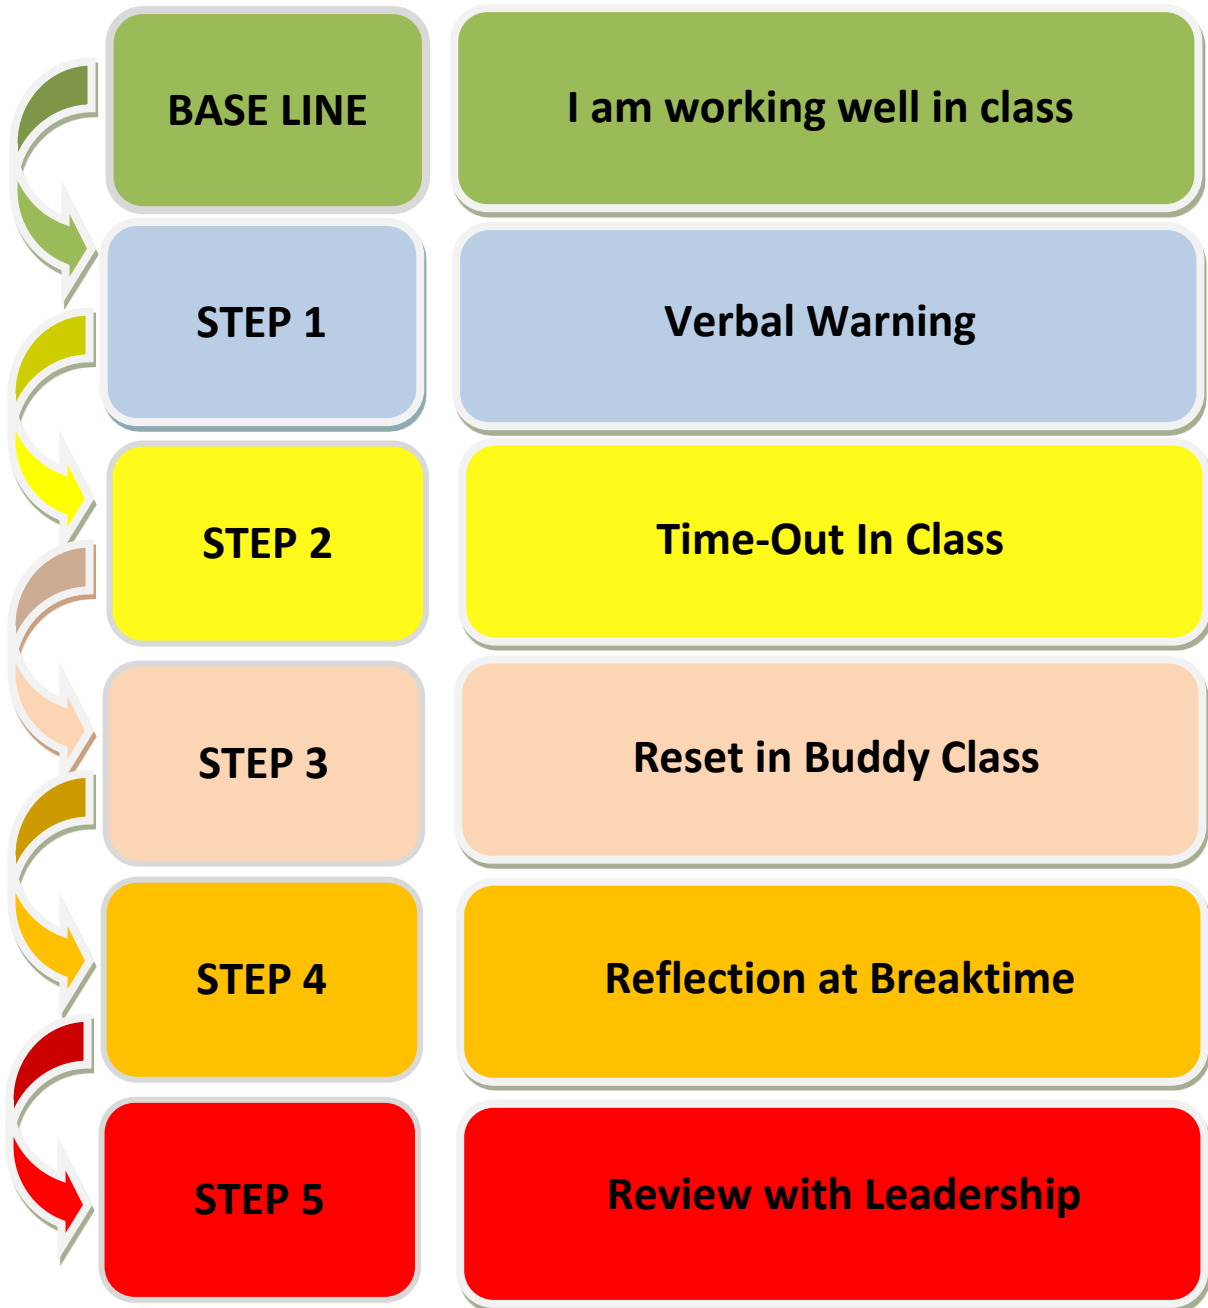 BASE LINE
I am working well in class
STEP 1
Verbal Warning
STEP 2
Time-Out In Class
STEP 3
Reset in Buddy Class
STEP 4
Reflection at Breaktime
STEP 5
Review with Leadership